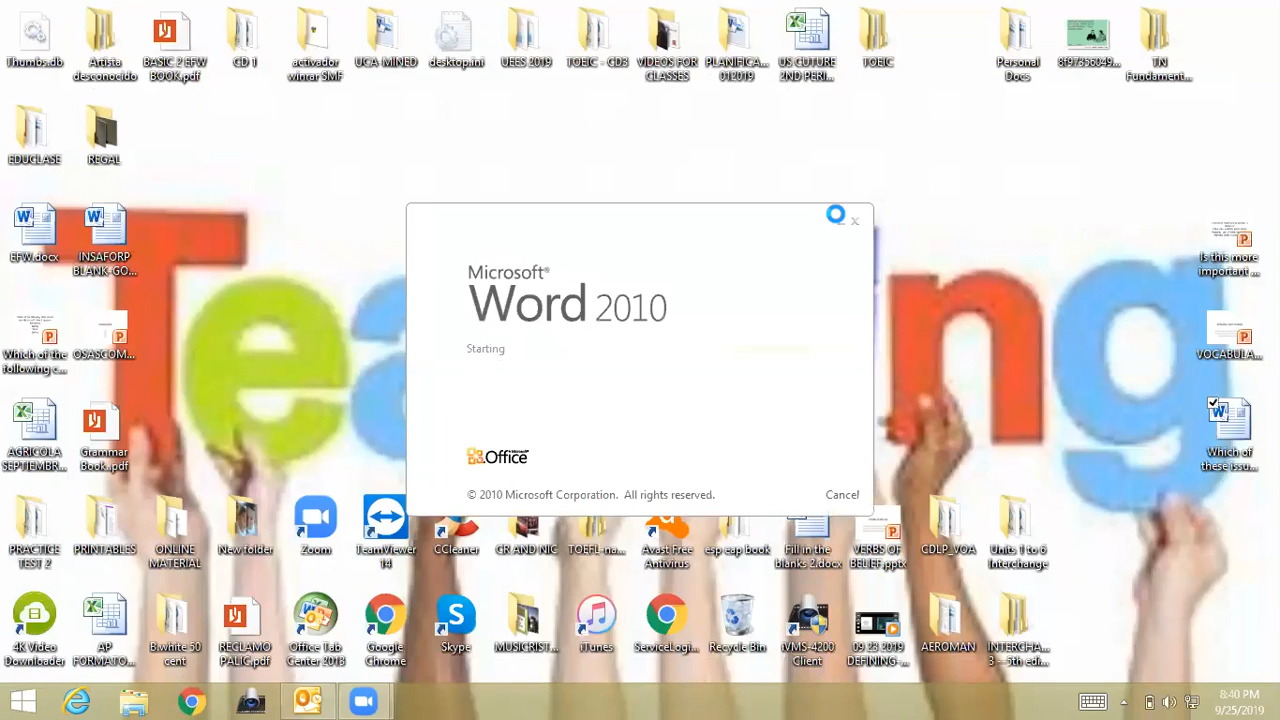 Thumbs.db
Artista
desconocido
BASIC 2 EFW
BOOK.pdf
CD 1
activador
winrar SMF
UCA-MINED
desktop.ini
UEES 2019
TOEIC - CD3
VIDEOS FOR
CLASSES
PLANIFICA...
012019
US CUTURE
2ND PERI...
TOEIC
Personal
Docs
8f97356049...
TN
Fundament...
EDUCLASE
REGAL
EFW.docx
INSAFORP
BLANK-GO...
Is this more
important ...
Which of the
following c...
OSASCOM...
VOCABULA...
AGRICOLA
SEPTIEMBR...
Grammar
Book..pdf
Which of
these issu...
Tea
ng
Microsoft®
Word 2010
Starting
Microsoft
Office
© 2010 Microsoft Corporation. All rights reserved.
Cancel
PRACTICE
TEST 2
PRINTABLES
ONLINE
MATERIAL
New folder
Zoom
TeamViewer
14
CCleaner
CR AND NIC
TOEFL-na...
Avast Free
Antivirus
esp eap book
Fill in the
blanks 2.docx
VERBS OF
BELIEF.pptx
CDLP_VOA
Units 1 to 6
Interchange
4K Video
Downloader
AP
FORMATO...
B.white 50
cent
RECLAMO
PALIG.pdf
Office Tab
Center 2013
Google
Chrome
Skype
MUSICRIST...
iTunes
ServiceLogi...
Recycle Bin
iVMS-4200
Client
09 23 2019
DEFINING-...
AEROMAN
INTERCHA...
3 --5th edi...
8:40 PM
9/25/2019